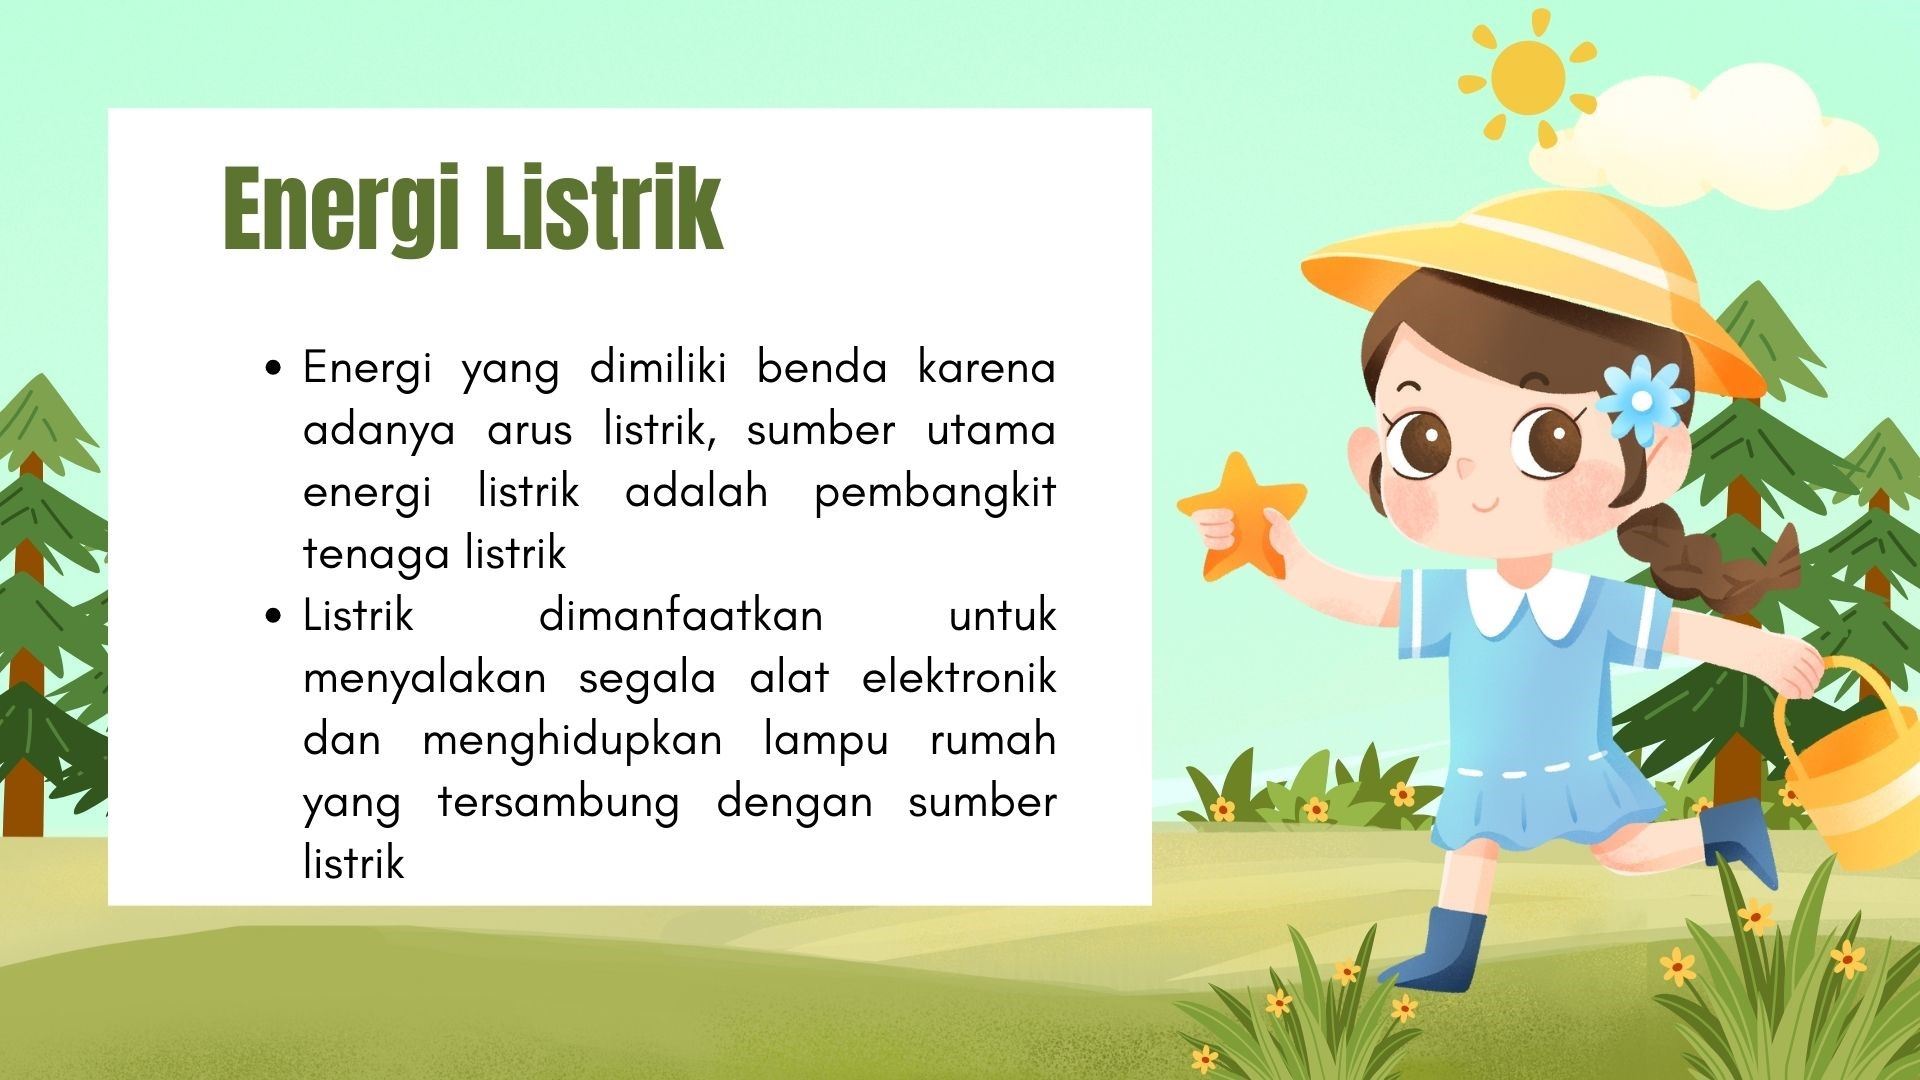 Energi Listrik
• Energi yang dimiliki benda karena
adanya arus listrik, sumber utama
energi listrik adalah pembangkit
tenaga listrik
• Listrik dimanfaatkan untuk
menyalakan segala alat elektronik
dan menghidupkan lampu rumah
yang tersambung dengan sumber
listrik